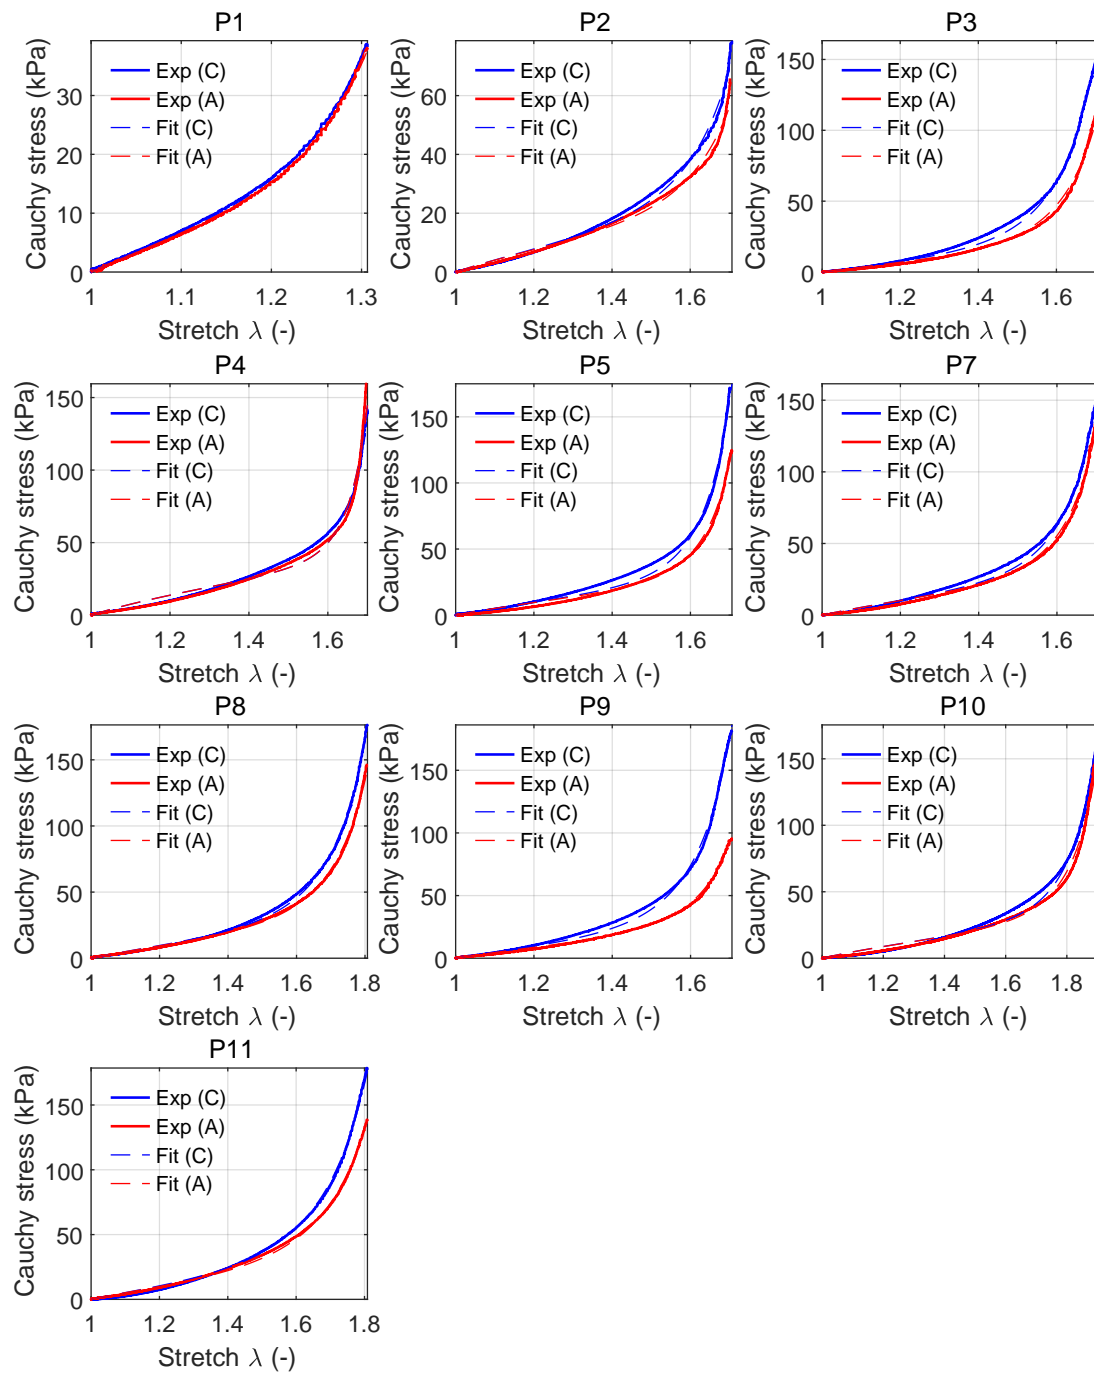 P1
Cauchy stress (kPa)
30
20
10
0
Exp (C)
Exp (A)
Fit (C)
Fit (A)
1
1.1
1.2
1.3
Stretch λ (-)
P2
Cauchy stress (kPa)
60
40
20
0
Exp (C)
Exp (A)
Fit (C)
Fit (A)
1
1.2
1.4
1.6
Stretch λ (-)
P3
Cauchy stress (kPa)
150
100
50
0
Exp (C)
Exp (A)
Fit (C)
Fit (A)
1
1.2
1.4
1.6
Stretch λ (-)
P4
Cauchy stress (kPa)
150
100
50
0
Exp (C)
Exp (A)
Fit (C)
Fit (A)
1
1.2
1.4
1.6
Stretch λ (-)
P5
Cauchy stress (kPa)
150
100
50
0
Exp (C)
Exp (A)
Fit (C)
Fit (A)
1
1.2
1.4
1.6
Stretch λ (-)
P7
Cauchy stress (kPa)
150
100
50
0
Exp (C)
Exp (A)
Fit (C)
Fit (A)
1
1.2
1.4
1.6
Stretch λ (-)
P8
Cauchy stress (kPa)
150
100
50
0
Exp (C)
Exp (A)
Fit (C)
Fit (A)
1
1.2
1.4
1.6
1.8
Stretch λ (-)
P9
Cauchy stress (kPa)
150
100
50
0
Exp (C)
Exp (A)
Fit (C)
Fit (A)
1
1.2
1.4
1.6
Stretch λ (-)
P10
Cauchy stress (kPa)
150
100
50
0
Exp (C)
Exp (A)
Fit (C)
Fit (A)
1
1.2
1.4
1.6
1.8
Stretch λ (-)
P11
Cauchy stress (kPa)
150
100
50
0
Exp (C)
Exp (A)
Fit (C)
Fit (A)
1
1.2
1.4
1.6
1.8
Stretch λ (-)